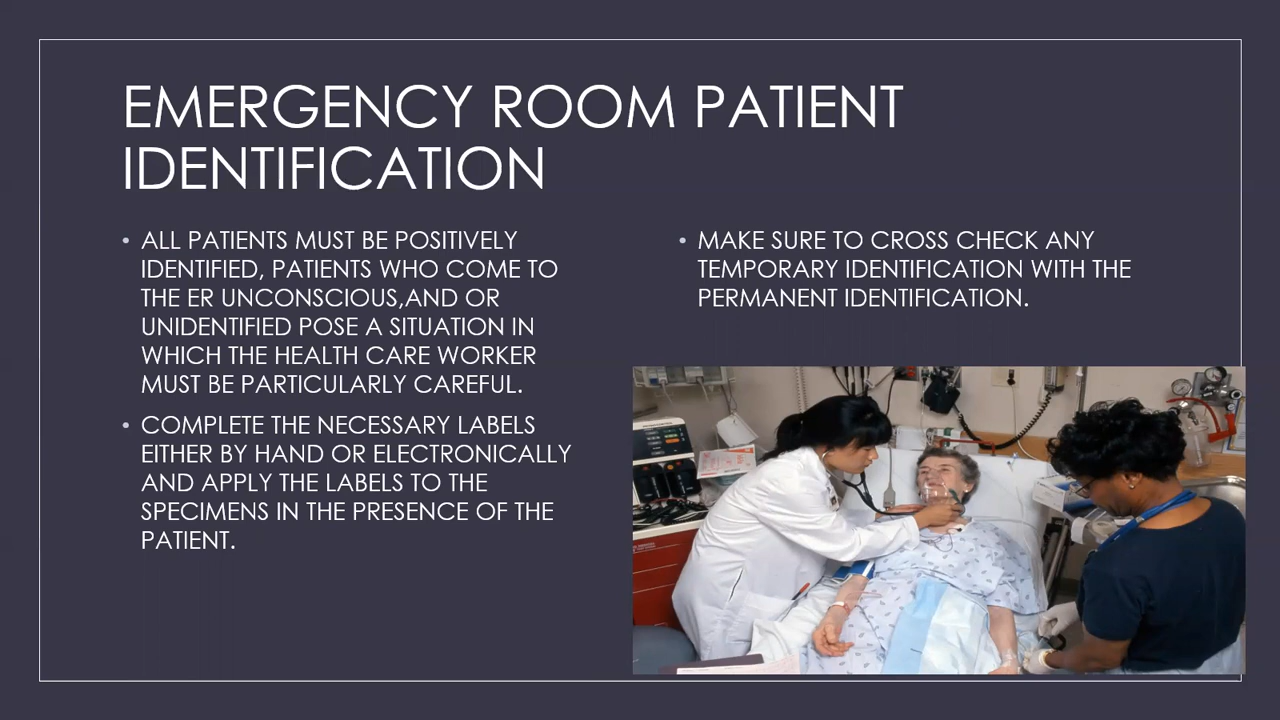 EMERGENCY ROOM PATIENT
IDENTIFICATION
• ALL PATIENTS MUST BE POSITIVELY
IDENTIFIED, PATIENTS WHO COME TO
THE ER UNCONSCIOUS,AND OR
UNIDENTIFIED POSE A SITUATION IN
WHICH THE HEALTH CARE WORKER
MUST BE PARTICULARLY CAREFUL.
• COMPLETE THE NECESSARY LABELS
EITHER BY HAND OR ELECTRONICALLY
AND APPLY THE LABELS TO THE
SPECIMENS IN THE PRESENCE OF THE
PATIENT.
• MAKE SURE TO CROSS CHECK ANY
TEMPORARY IDENTIFICATION WITH THE
PERMANENT IDENTIFICATION.